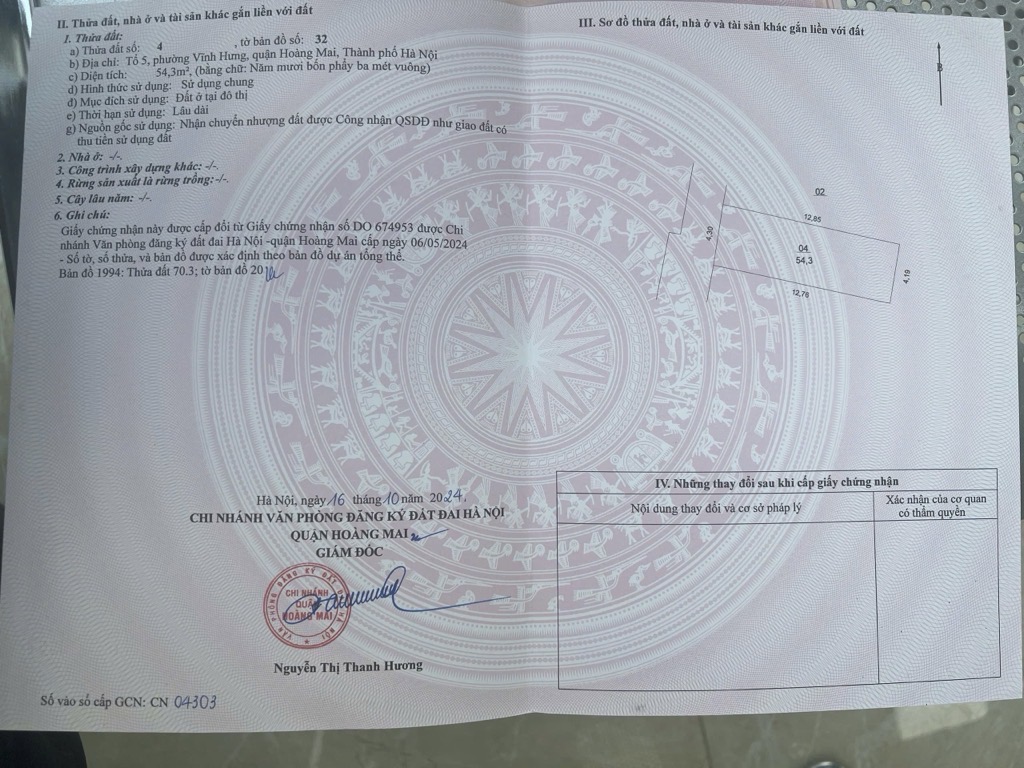 II. Thửa đất, nhà ở và tài sản khác gắn liền với đất
1. Thửa đất:
a) Thửa đất số: 4 , tờ bản đồ số: 32
b) Địa chỉ: Tổ 5, phường Vĩnh Hưng, quận Hoàng Mai, Thành phố Hà Nội
c) Diện tích: 54,3m², (bằng chữ: Năm mươi bốn phẩy ba mét vuông)
d) Hình thức sử dụng: Sử dụng chung
đ) Mục đích sử dụng: Đất ở tại đô thị
e) Thời hạn sử dụng: Lâu dài
g) Nguồn gốc sử dụng: Nhận chuyển nhượng đất được Công nhận QSDĐ như giao đất có
thu tiền sử dụng đất
2. Nhà ở: -/-.
3. Công trình xây dựng khác: -/-.
4. Rừng sản xuất là rừng trồng:-/-.
5. Cây lâu năm: -/-.
6. Ghi chú:
Giấy chứng nhận này được cấp đổi từ Giấy chứng nhận số DO 674953 được Chi
nhánh Văn phòng đăng ký đất đai Hà Nội -quận Hoàng Mai cấp ngày 06/05/2024
- Số tờ, số thửa, và bản đồ được xác định theo bản đồ dự án tổng thể.
Bản đồ 1994: Thửa đất 70.3; tờ bản đồ 20
Hà Nội, ngày 16 tháng 10 năm 2024.
CHI NHÁNH VĂN PHÒNG ĐĂNG KÝ ĐẤT ĐAI HÀ NỘI
QUẬN HOÀNG MAI
GIÁM ĐỐC
VĂN PHÒNG ĐĂNG KÝ ĐẤT ĐAI HÀ NỘI
CHI NHÁNH
QUẬN
HOÀNG MAI
Nguyễn Thị Thanh Hương
Số vào sổ cấp GCN: CN 04303
III. Sơ đồ thửa đất, nhà ở và tài sản khác gắn liền với đất
B
02
12,85
4,30
04
54,3
4,19
12,76
IV. Những thay đổi sau khi cấp giấy chứng nhận
Nội dung thay đổi và cơ sở pháp lý
Xác nhận của cơ quan
có thẩm quyền